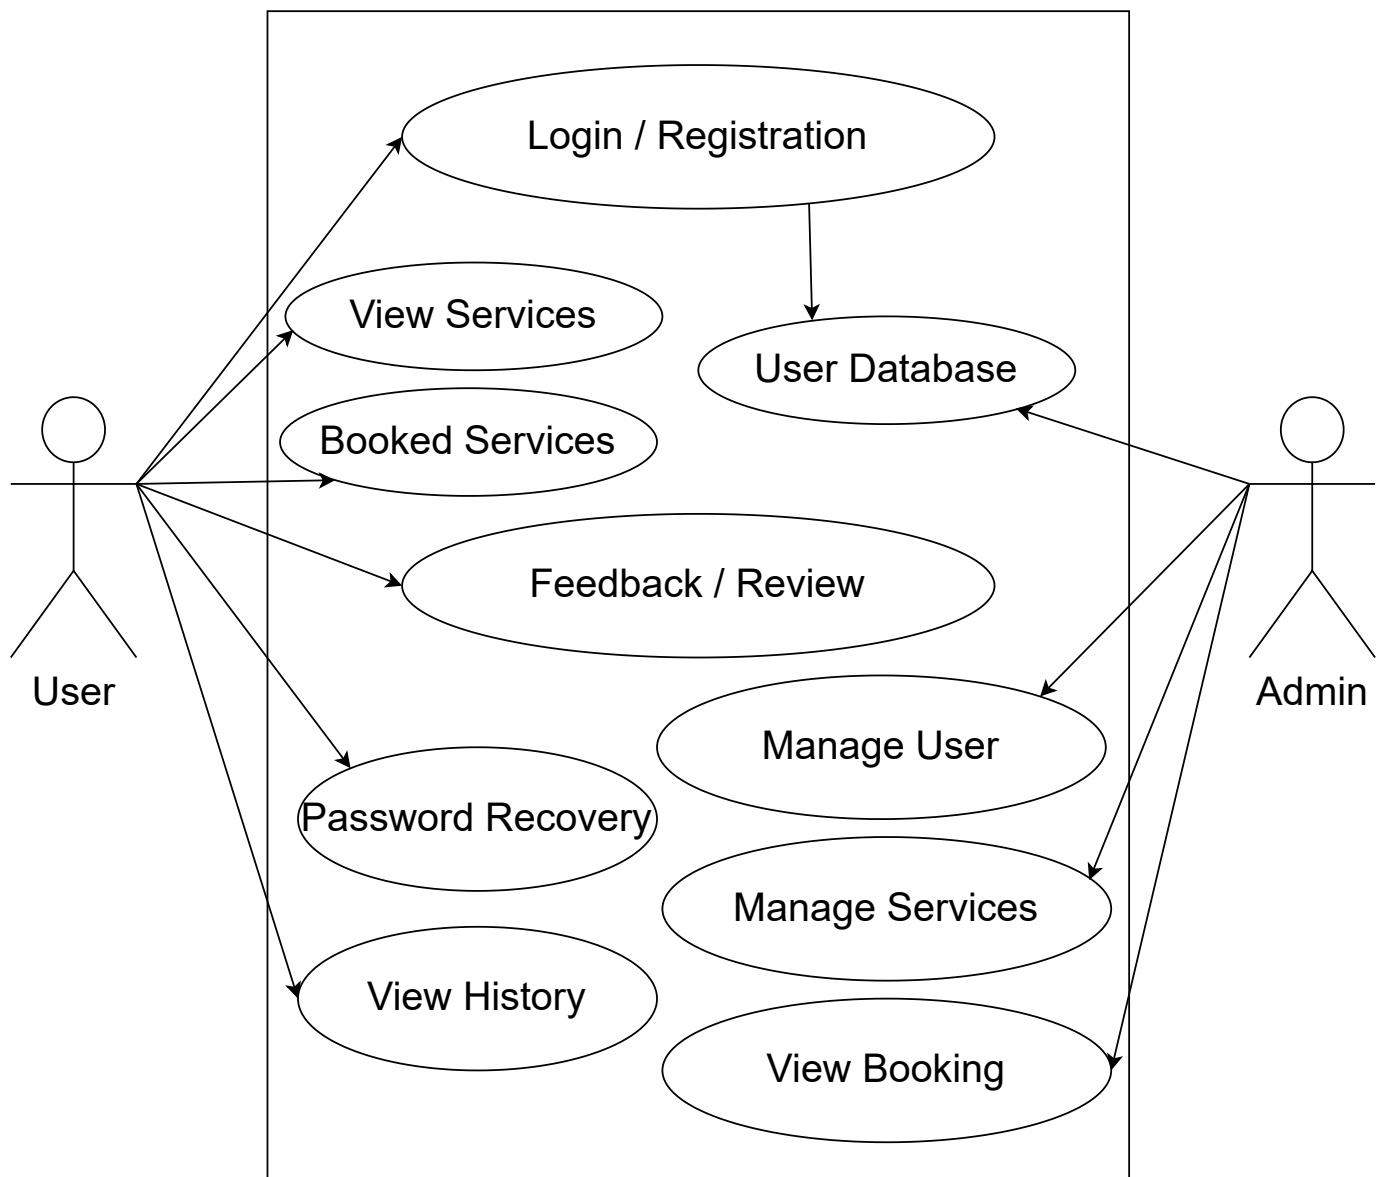 Login / Registration
View Services
User Database
Booked Services
Feedback / Review
User
Admin
Manage User
Password Recovery
Manage Services
View History
View Booking